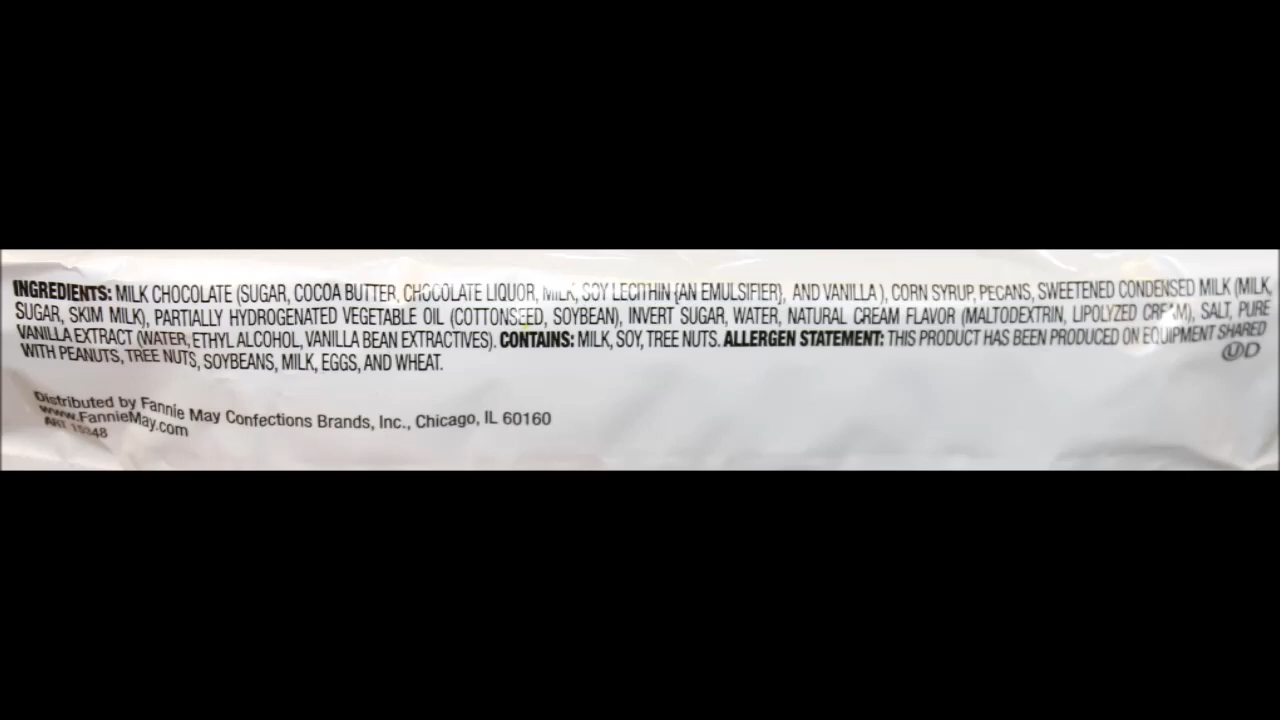 INGREDIENTS: MILK CHOCOLATE (SUGAR, COCOA BUTTER, CHOCOLATE LIQUOR, MILK, SOY LECITHIN {AN EMULSIFIER}, AND VANILLA ), CORN SYRUP, PECANS, SWEETENED CONDENSED MILK (MILK,
SUGAR, SKIM MILK), PARTIALLY HYDROGENATED VEGETABLE OIL (COTTONSEED, SOYBEAN), INVERT SUGAR, WATER, NATURAL CREAM FLAVOR (MALTODEXTRIN, LIPOLYZED CREAM), SALT, PURE
VANILLA EXTRACT (WATER, ETHYL ALCOHOL, VANILLA BEAN EXTRACTIVES). CONTAINS: MILK, SOY, TREE NUTS. ALLERGEN STATEMENT: THIS PRODUCT HAS BEEN PRODUCED ON EQUIPMENT SHARED
WITH PEANUTS, TREE NUTS, SOYBEANS, MILK, EGGS, AND WHEAT.
ⓊD
Distributed by Fannie May Confections Brands, Inc., Chicago, IL 60160
www.FannieMay.com
ART